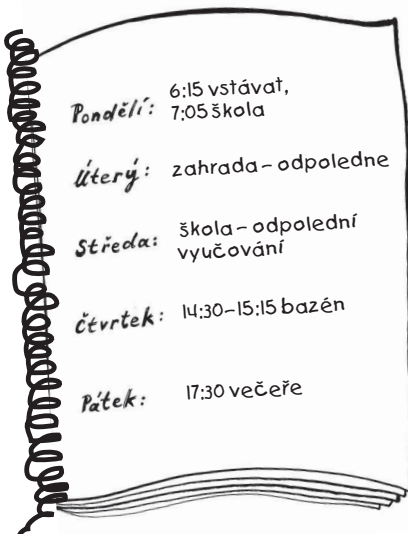 Pondělí: 6:15 vstávat,
7:05 škola
Úterý: zahrada – odpoledne
Středa: škola – odpolední
vyučování
Čtvrtek: 14:30–15:15 bazén
Pátek: 17:30 večeře